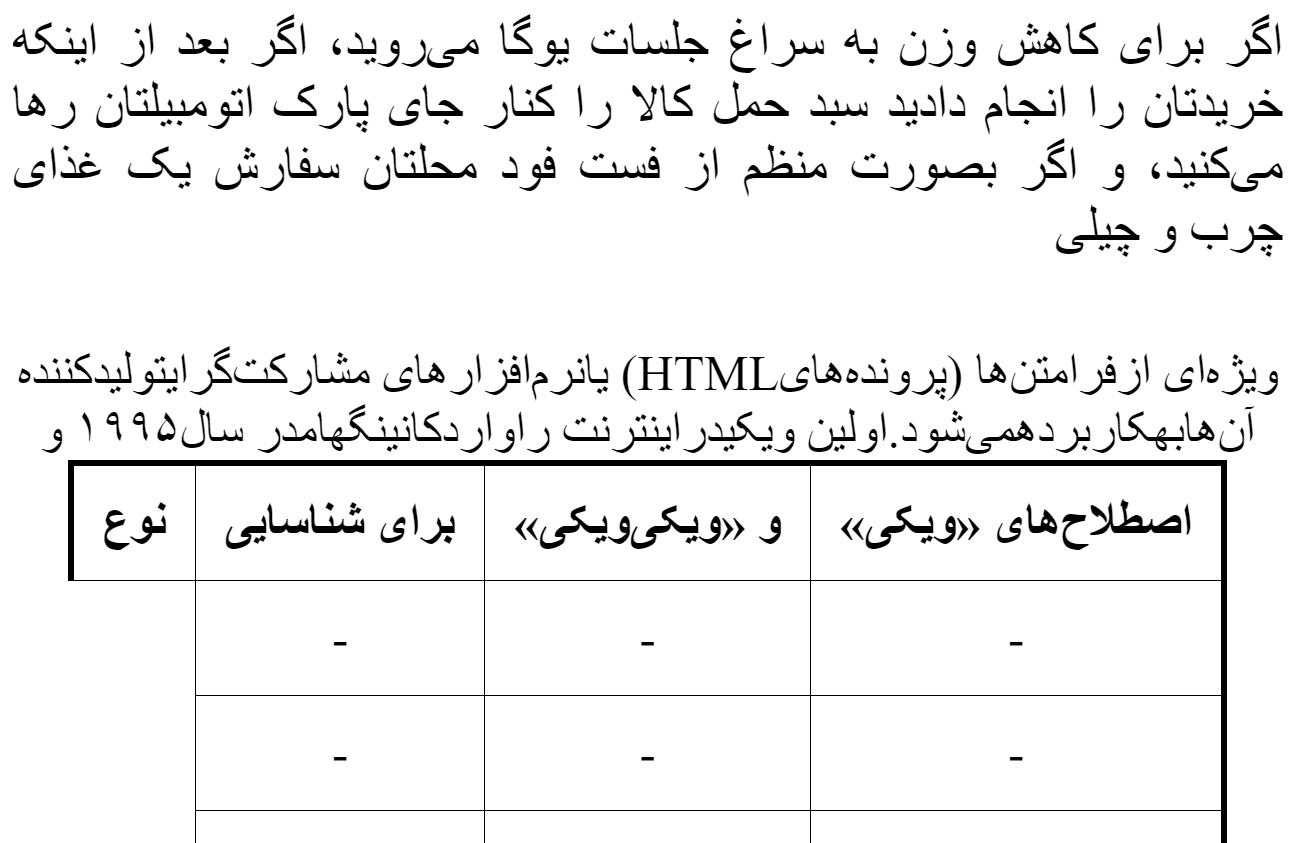 اگر برای کاهش وزن به سراغ جلسات یوگا می‌روید، اگر بعد از اینکه
خریدتان را انجام دادید سبد حمل کالا را کنار جای پارک اتومبیلتان رها
می‌کنید، و اگر بصورت منظم از فست فود محلتان سفارش یک غذای
چرب و چیلی
ویژه‌ای ازفرامتن‌ها (پرونده‌هایHTML) یانرم‌افزارهای مشارکت‌گرایتولیدکننده
آن‌هابهکاربردهمی‌شود.اولین ویکیدراینترنت راواردکانینگهامدر سال۱۹۹۵ و
اصطلاح‌های «ویکی» و «ویکی‌ویکی» برای شناسایی نوع
- - -
- - -